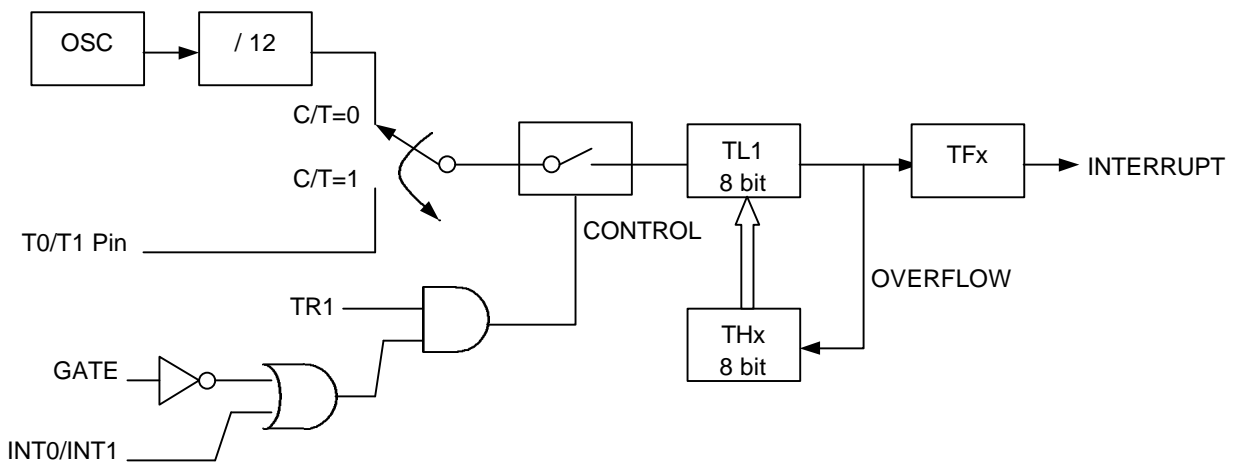 OSC
/ 12
C/T=0
C/T=1
T0/T1 Pin
TL1
8 bit
TFx
INTERRUPT
CONTROL
OVERFLOW
TR1
THx
8 bit
GATE
INT0/INT1